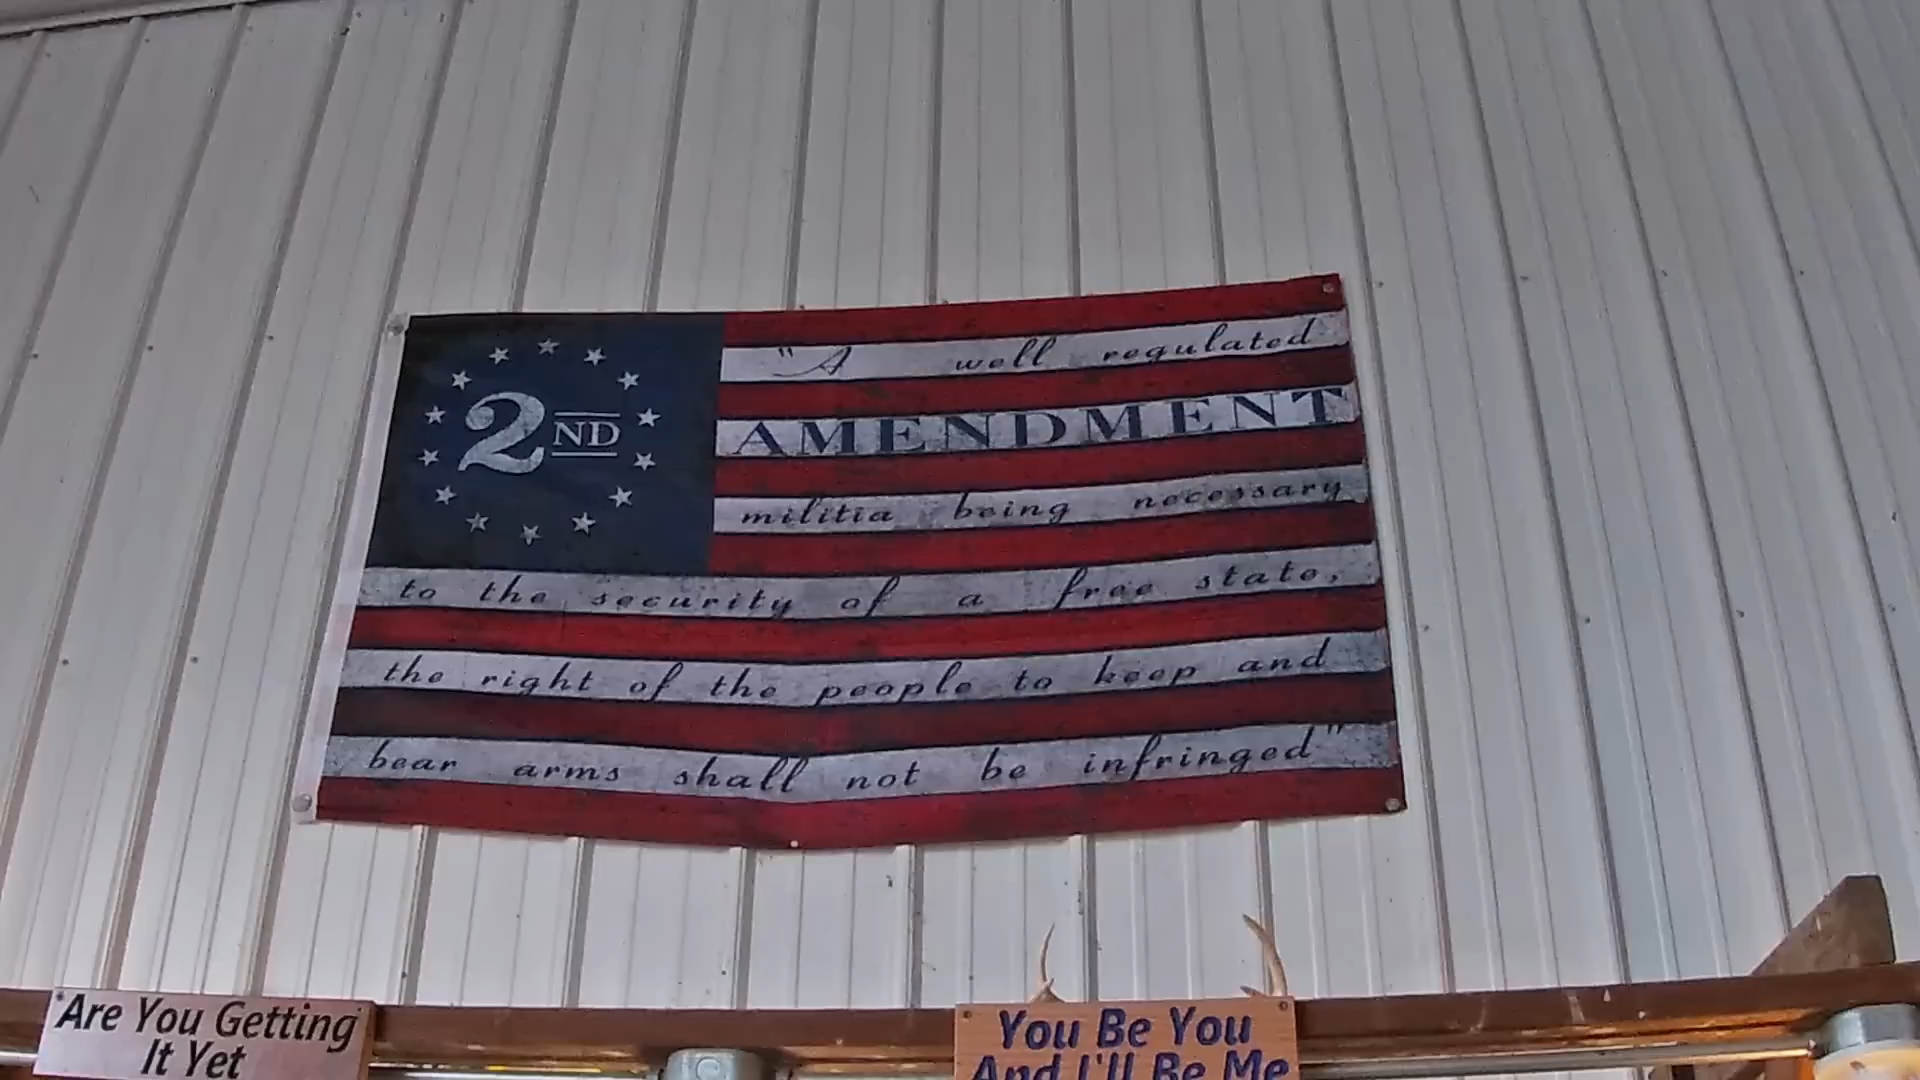 2ND
"A well regulated
AMENDMENT
militia being necessary
to the security of a free state,
the right of the people to keep and
bear arms shall not be infringed"
Are You Getting
It Yet
You Be You
And I'll Be Me